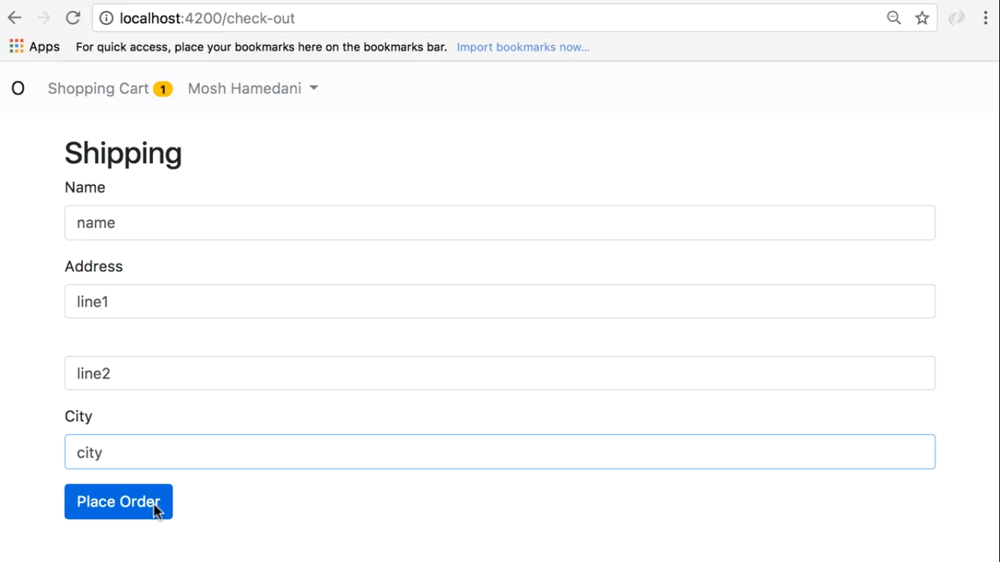 localhost:4200/check-out
Apps For quick access, place your bookmarks here on the bookmarks bar. Import bookmarks now...
O Shopping Cart 1 Mosh Hamedani
Shipping
Name
name
Address
line1
line2
City
city
Place Order